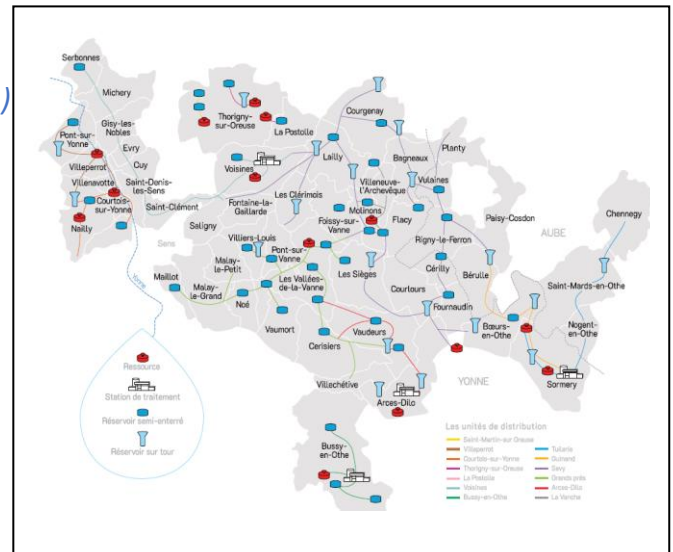 )
Serbonnes
Michery
Gisy-les-
Nobles
Pont-sur-
Yonne
Evry
Cuy
Villeperrot
Villenavotte
Saint-Denis-
les-Sens
Courtois-
sur-Yonne
Nailly
Saint-Clément
Thorigny-
sur-Oreuse
La Postolle
Voisines
Fontaine-la-
Gaillarde
Saligny
Sens
Yonne
Courgenay
Lailly
Les Clérimois
Bagneaux
Planty
Villeneuve-
l'Archevêque
Vulaines
Molinons
Foissy-sur-
Vanne
Flacy
Paisy-Cosdon
Chennegy
AUBE
Rigny-le-Ferron
Villiers-Louis
Pont-sur-
Vanne
Malay-
le-Petit
Maillot
Malay-
le-Grand
Noé
Les Vallées-
de-la-Vanne
Les Sièges
Cérilly
Bérulle
Saint-Mards-en-Othe
Courlours
Fournaudin
Vaumort
Cerisiers
Vaudeurs
Bœurs-
en-Othe
Nogent-
en-Othe
Sormery
Villechétive
YONNE
Arces-Dilo
Bussy-
en-Othe
Ressource
Station de traitement
Réservoir semi-enterré
Réservoir sur tour
Les unités de distribution
Saint-Martin sur Oreuse
Villeperrot
Courtois-sur-Yonne
Thorigny-sur-Oreuse
La Postolle
Voisines
Bussy-en-Othe
Tuilerie
Guinand
Sevy
Grands prés
Arces-Dilo
La Vanche